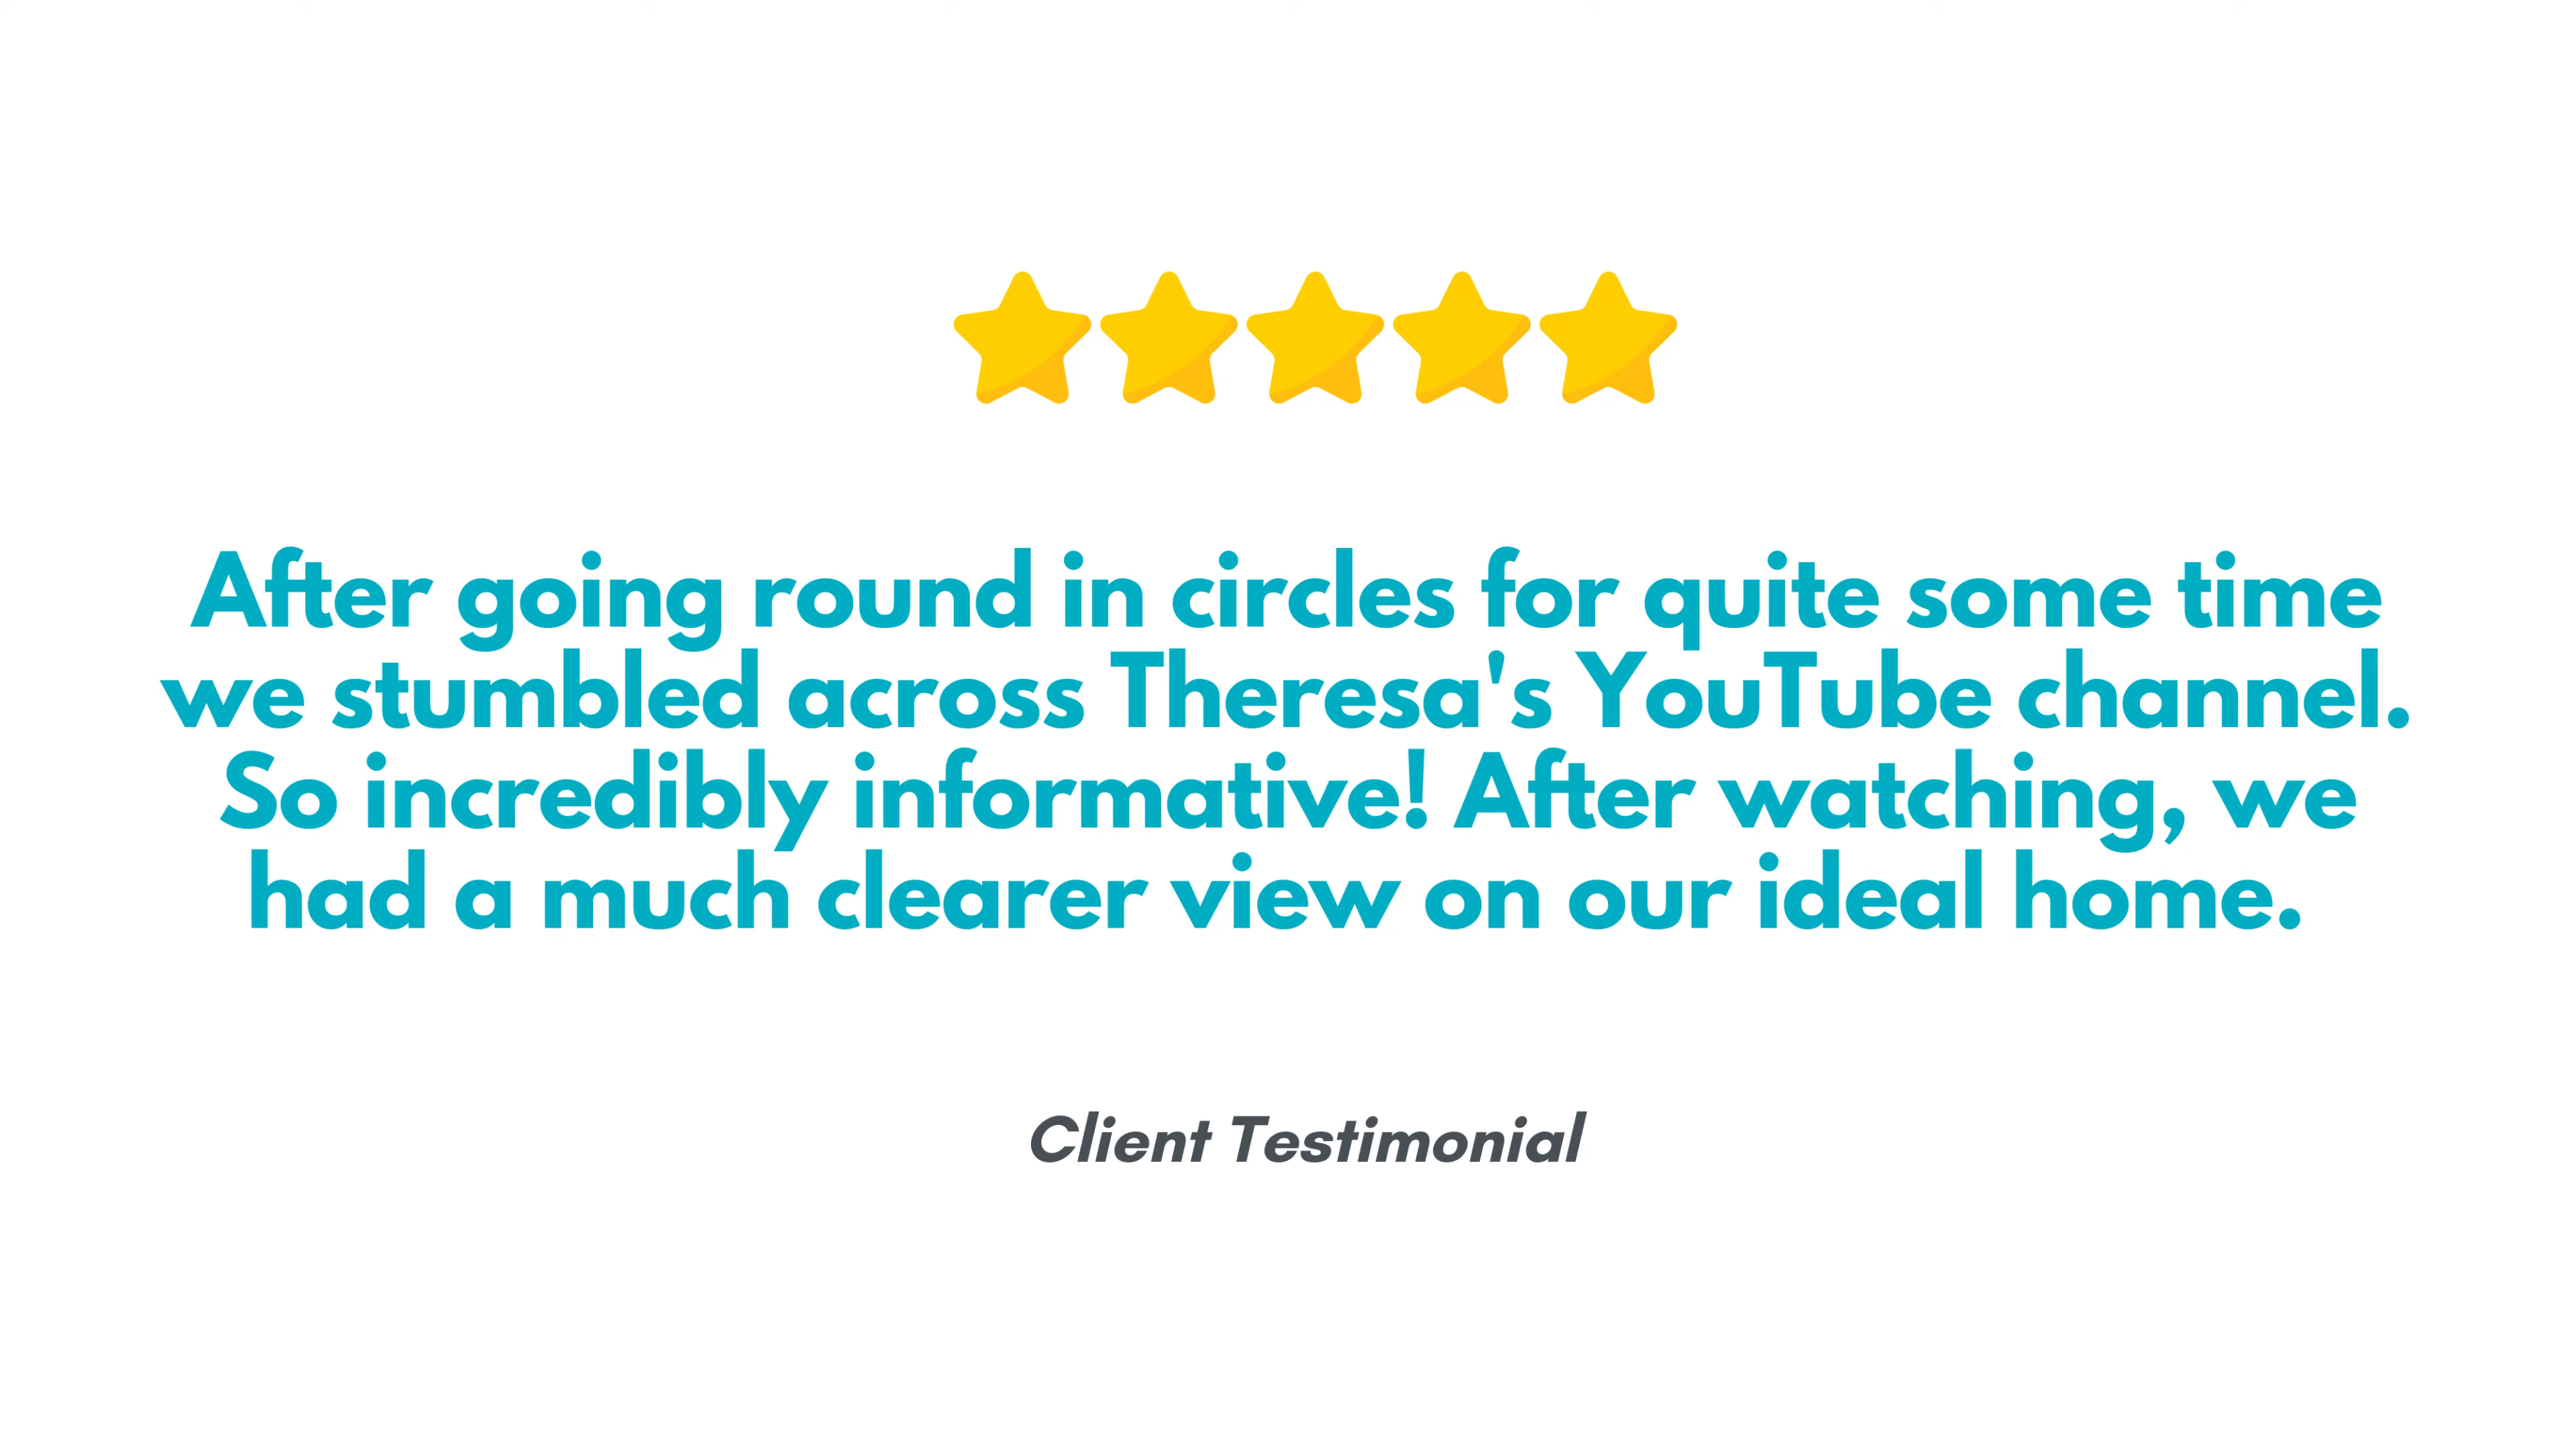 After going round in circles for quite some time
we stumbled across Theresa's YouTube channel.
So incredibly informative! After watching, we
had a much clearer view on our ideal home.
Client Testimonial